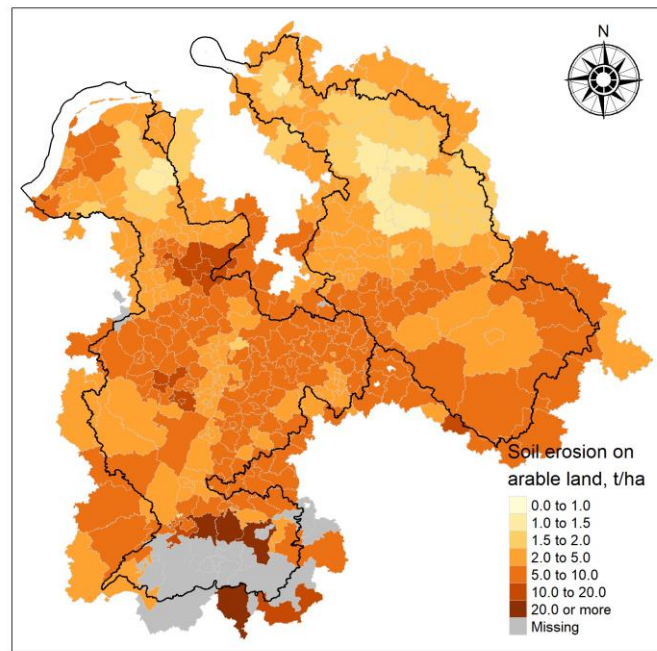 N
Soil erosion on
arable land, t/ha
0.0 to 1.0
1.0 to 1.5
1.5 to 2.0
2.0 to 5.0
5.0 to 10.0
10.0 to 20.0
20.0 or more
Missing